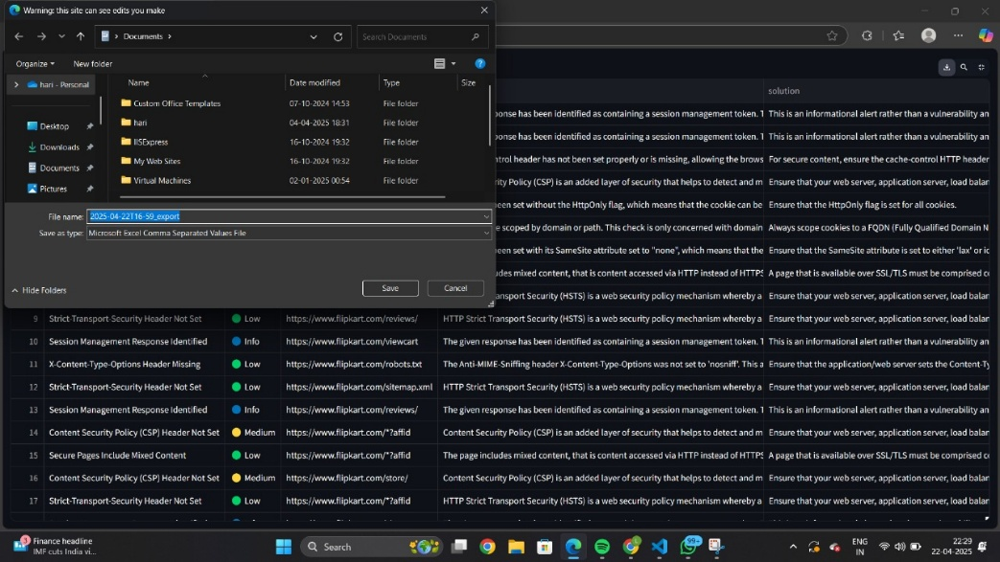 Warning: this site can see edits you make
Documents
Search Documents
Organize
New folder
hari - Personal
Desktop
Downloads
Documents
Pictures
Name Date modified Type Size
Custom Office Templates 07-10-2024 14:53 File folder
hari 04-04-2025 18:31 File folder
IISExpress 16-10-2024 19:32 File folder
My Web Sites 16-10-2024 19:32 File folder
Virtual Machines 02-01-2025 00:54 File folder
File name: 2025-04-22T16-59_export
Save as type: Microsoft Excel Comma Separated Values File
Hide Folders
Save
Cancel
solution
onse has been identified as containing a session management token. This is an informational alert rather than a vulnerability an
onse has been identified as containing a session management token. This is an informational alert rather than a vulnerability an
trol header has not been set properly or is missing, allowing the brows For secure content, ensure the cache-control HTTP header
ity Policy (CSP) is an added layer of security that helps to detect and m Ensure that your web server, application server, load balanc
een set without the HttpOnly flag, which means that the cookie can be Ensure that the HttpOnly flag is set for all cookies.
scoped by domain or path. This check is only concerned with domain Always scope cookies to a FQDN (Fully Qualified Domain N
een set with its SameSite attribute set to "none", which means that the Ensure that the SameSite attribute is set to either 'lax' or
udes mixed content, that is content accessed via HTTP instead of HTTPS A page that is available over SSL/TLS must be comprised c
nsport Security (HSTS) is a web security policy mechanism whereby a Ensure that your web server, application server, load balan
9 Strict-Transport-Security Header Not Set Low https://www.flipkart.com/reviews/ HTTP Strict Transport Security (HSTS) is a web security policy mechanism whereby a Ensure that your web server, application server, load balan
10 Session Management Response Identified Info https://www.flipkart.com/viewcart The given response has been identified as containing a session management token. T This is an informational alert rather than a vulnerability an
11 X-Content-Type-Options Header Missing Low https://www.flipkart.com/robots.txt The Anti-MIME-Sniffing header X-Content-Type-Options was not set to 'nosniff'. This a Ensure that the application/web server sets the Content-Ty
12 Strict-Transport-Security Header Not Set Low https://www.flipkart.com/sitemap.xml HTTP Strict Transport Security (HSTS) is a web security policy mechanism whereby a Ensure that your web server, application server, load balan
13 Session Management Response Identified Info https://www.flipkart.com/reviews/ The given response has been identified as containing a session management token. T This is an informational alert rather than a vulnerability an
14 Content Security Policy (CSP) Header Not Set Medium https://www.flipkart.com/*?affid Content Security Policy (CSP) is an added layer of security that helps to detect and m Ensure that your web server, application server, load balanc
15 Secure Pages Include Mixed Content Low https://www.flipkart.com/*?affid The page includes mixed content, that is content accessed via HTTP instead of HTTPS A page that is available over SSL/TLS must be comprised c
16 Content Security Policy (CSP) Header Not Set Medium https://www.flipkart.com/store/ Content Security Policy (CSP) is an added layer of security that helps to detect and m Ensure that your web server, application server, load balan
17 Strict-Transport-Security Header Not Set Low https://www.flipkart.com/*?affid HTTP Strict Transport Security (HSTS) is a web security policy mechanism whereby a Ensure that your web server, application server, load balan
Finance headline
IMF cuts India vi...
Search
99+
ENG
IN
22:29
22-04-2025